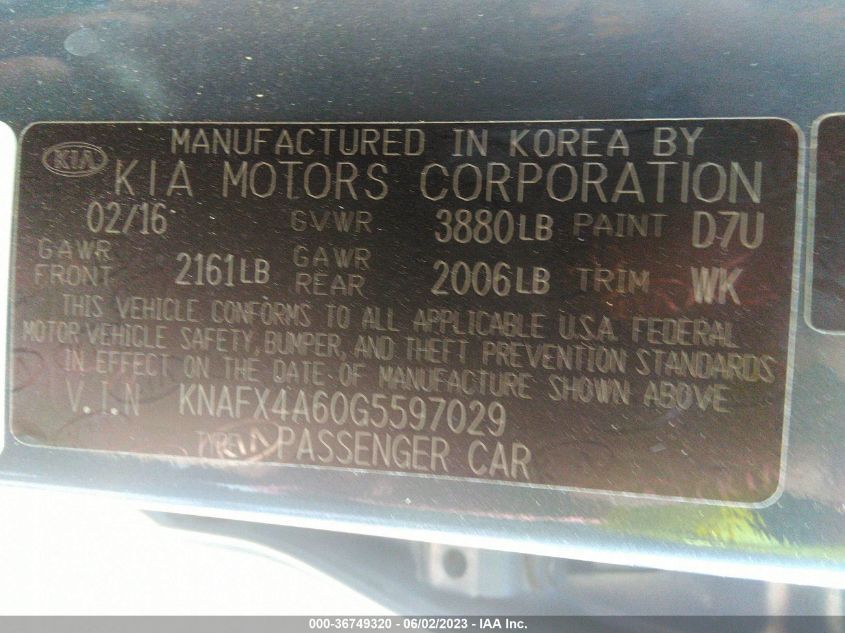 MANUFACTURED IN KOREA BY
KIA KIA MOTORS CORPORATION
02/16 GVWR 3880LB PAINT D7U
GAWR FRONT 2161LB GAWR REAR 2006LB TRIM WK
THIS VEHICLE CONFORMS TO ALL APPLICABLE U.S.A. FEDERAL
MOTOR VEHICLE SAFETY, BUMPER, AND THEFT PREVENTION STANDARDS
IN EFFECT ON THE DATE OF MANUFACTURE SHOWN ABOVE
V.I.N KNAFX4A60G5597029
TYPE KIA PASSENGER CAR
000-36749320 / 06/02/2023 - IAA Inc.